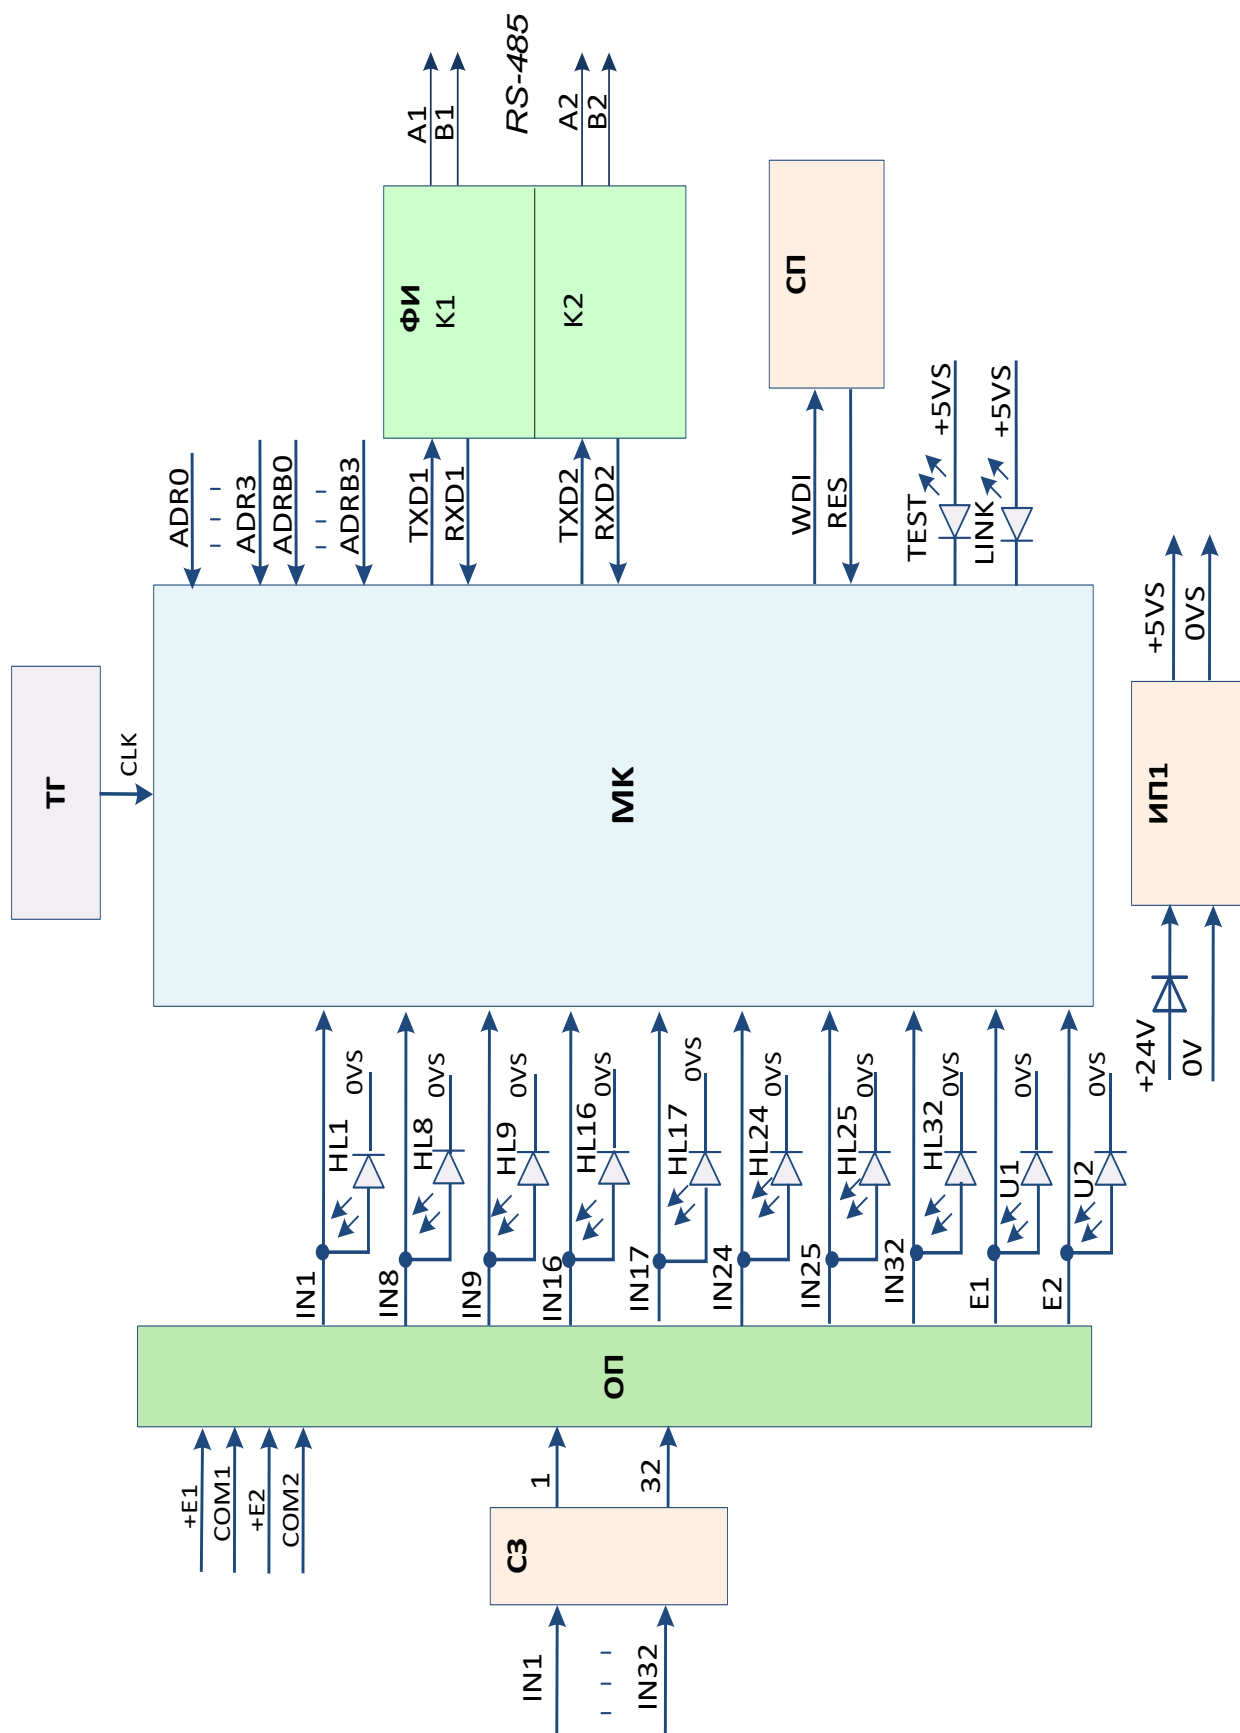 ТГ
CLK
МК
ADR0
ADR3
ADRB0
ADRB3
TXD1
RXD1
TXD2
RXD2
ФИ
К1
К2
A1
B1
RS-485
A2
B2
WDI
RES
СП
TEST
+5VS
LINK
+5VS
+E1
COM1
+E2
COM2
ОП
IN1
IN32
СЗ
1
32
IN1
HL1
0VS
IN8
HL8
0VS
IN9
HL9
0VS
IN16
HL16
0VS
IN17
HL17
0VS
IN24
HL24
0VS
IN25
HL25
0VS
IN32
HL32
0VS
E1
U1
0VS
E2
U2
0VS
+24V
0V
ИП1
+5VS
0VS